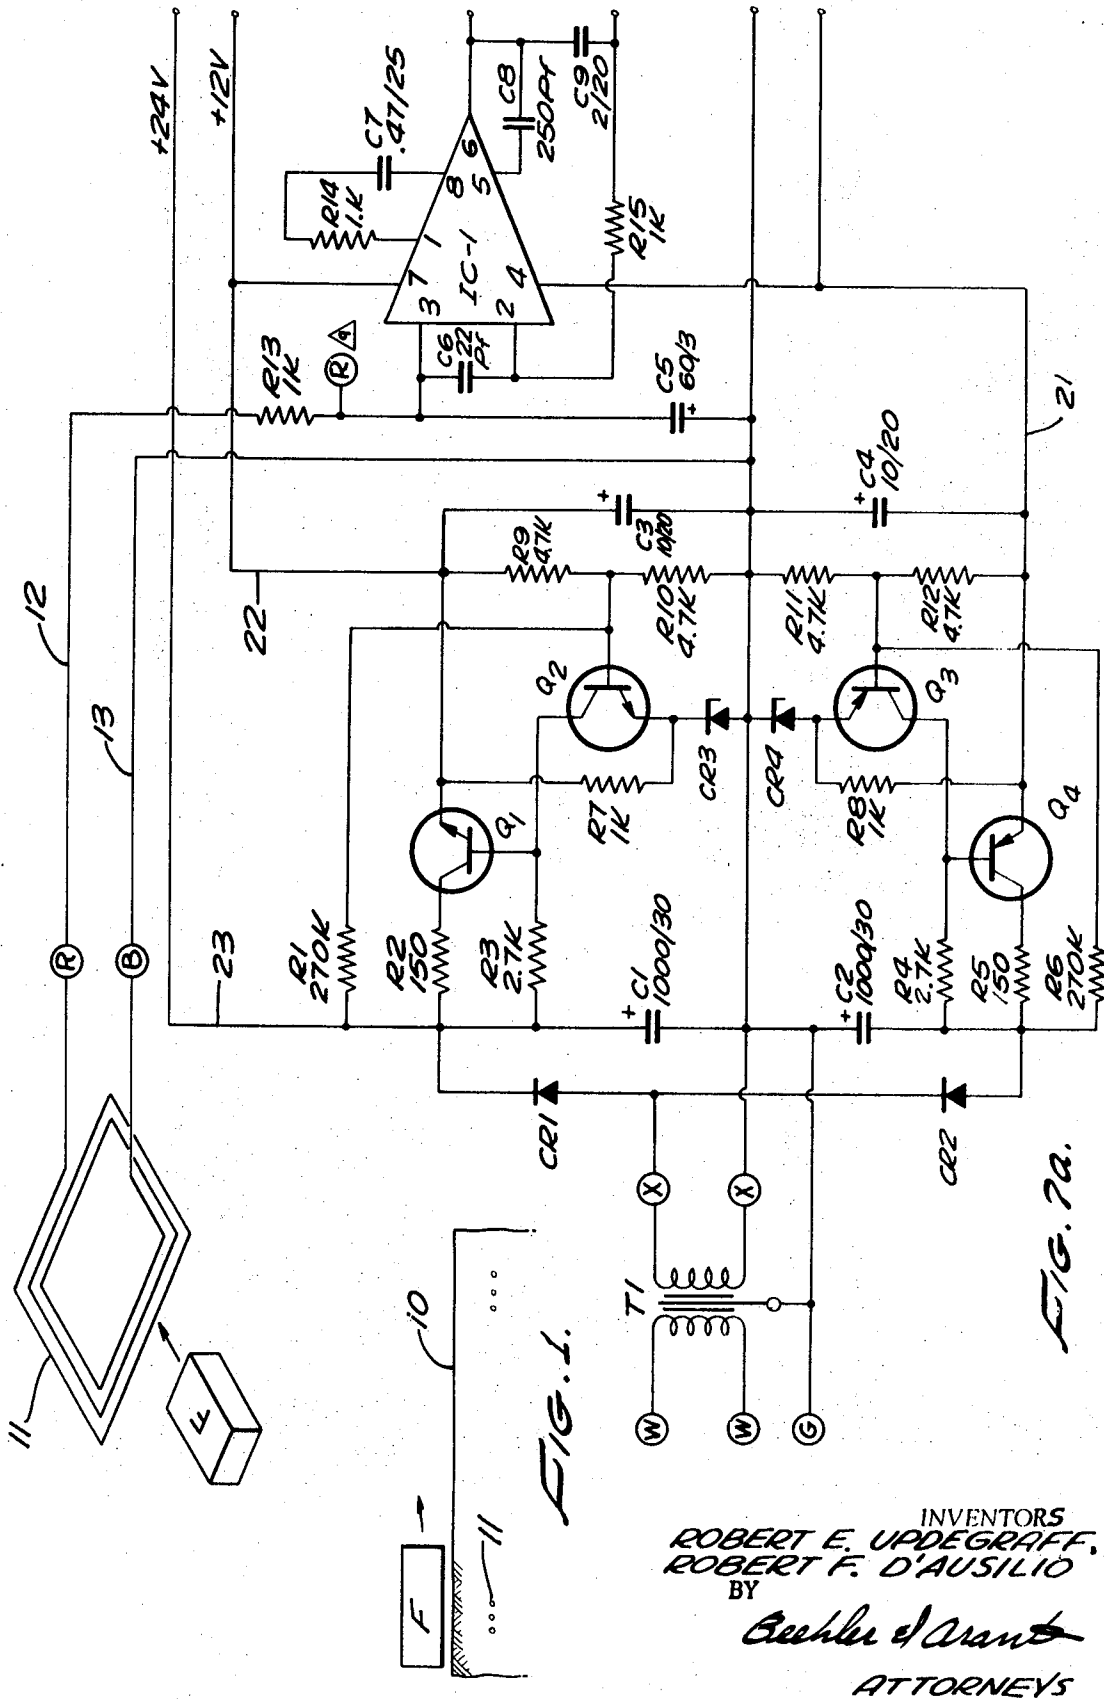 +24V
+12V
R14
1.K
C7
.47/25
C8
250Pf
C9
2/20
R13
1K
R
9
C6
22
Pf
3
7
1
8
6
5
IC-1
2
4
R15
1K
C5
60/3
+
12
13
22
21
R9
4.7K
C3
10/20
+
R10
4.7K
R11
4.7K
R12
4.7K
C4
10/20
+
Q2
Q3
Q1
Q4
R7
1K
CR3
CR4
R8
1K
R
B
23
R1
270K
R2
150
R3
2.7K
C1
1000/30
+
C2
1000/30
+
R4
2.7K
R5
150
R6
270K
CR1
CR2
X
X
T1
W
W
G
11
F
10
F
11
FIG. 1.
FIG. 7a.
INVENTORS
ROBERT E. UPDEGRAFF,
ROBERT F. D'AUSILIO
BY
Beehler & Arant
ATTORNEYS